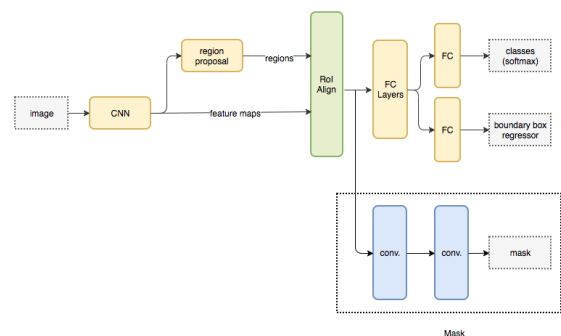 region
proposal
regions
image
CNN
feature maps
RoI
Align
FC
Layers
FC
classes
(softmax)
FC
boundary box
regressor
conv.
conv.
mask
Mask